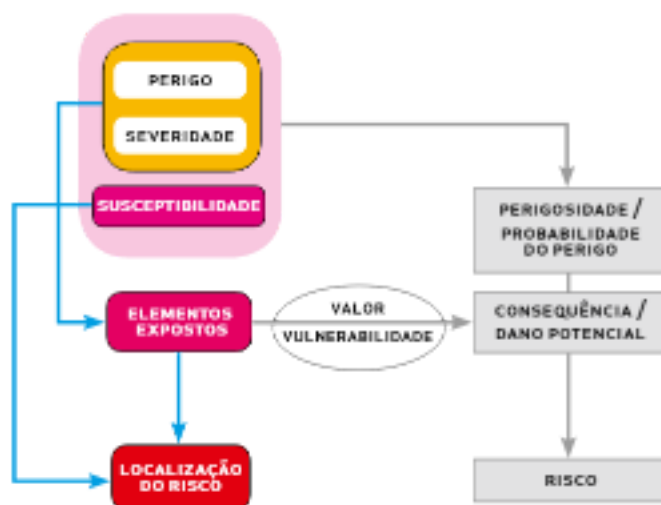 PERIGO
SEVERIDADE
SUSCEPTIBILIDADE
PERIGOSIDADE /
PROBABILIDADE
DO PERIGO
ELEMENTOS
EXPOSTOS
VALOR
VULNERABILIDADE
CONSEQUÊNCIA /
DANO POTENCIAL
LOCALIZAÇÃO
DO RISCO
RISCO